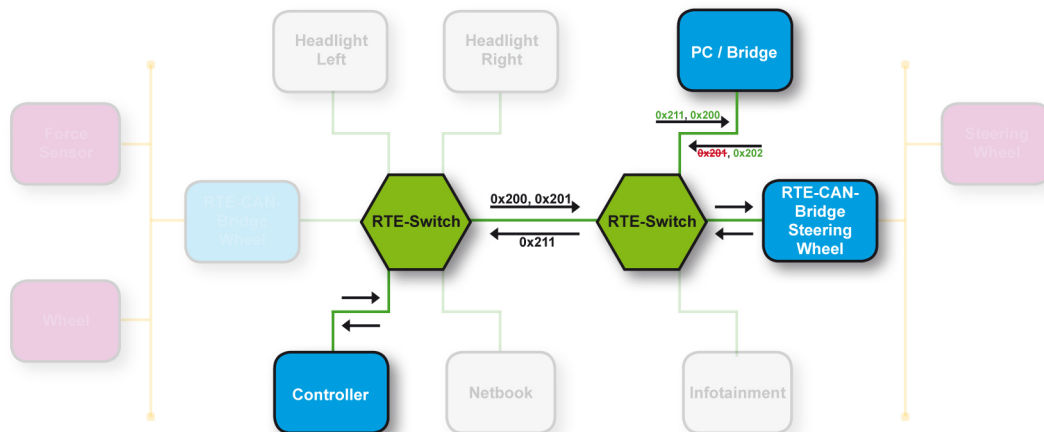 Headlight
Left
Headlight
Right
PC / Bridge
Force
Sensor
Steering
Wheel
0x211, 0x200
0x201, 0x202
RTE-CAN-
Bridge
Wheel
RTE-Switch
0x200, 0x201
0x211
RTE-Switch
RTE-CAN-
Bridge
Steering
Wheel
Wheel
Controller
Netbook
Infotainment